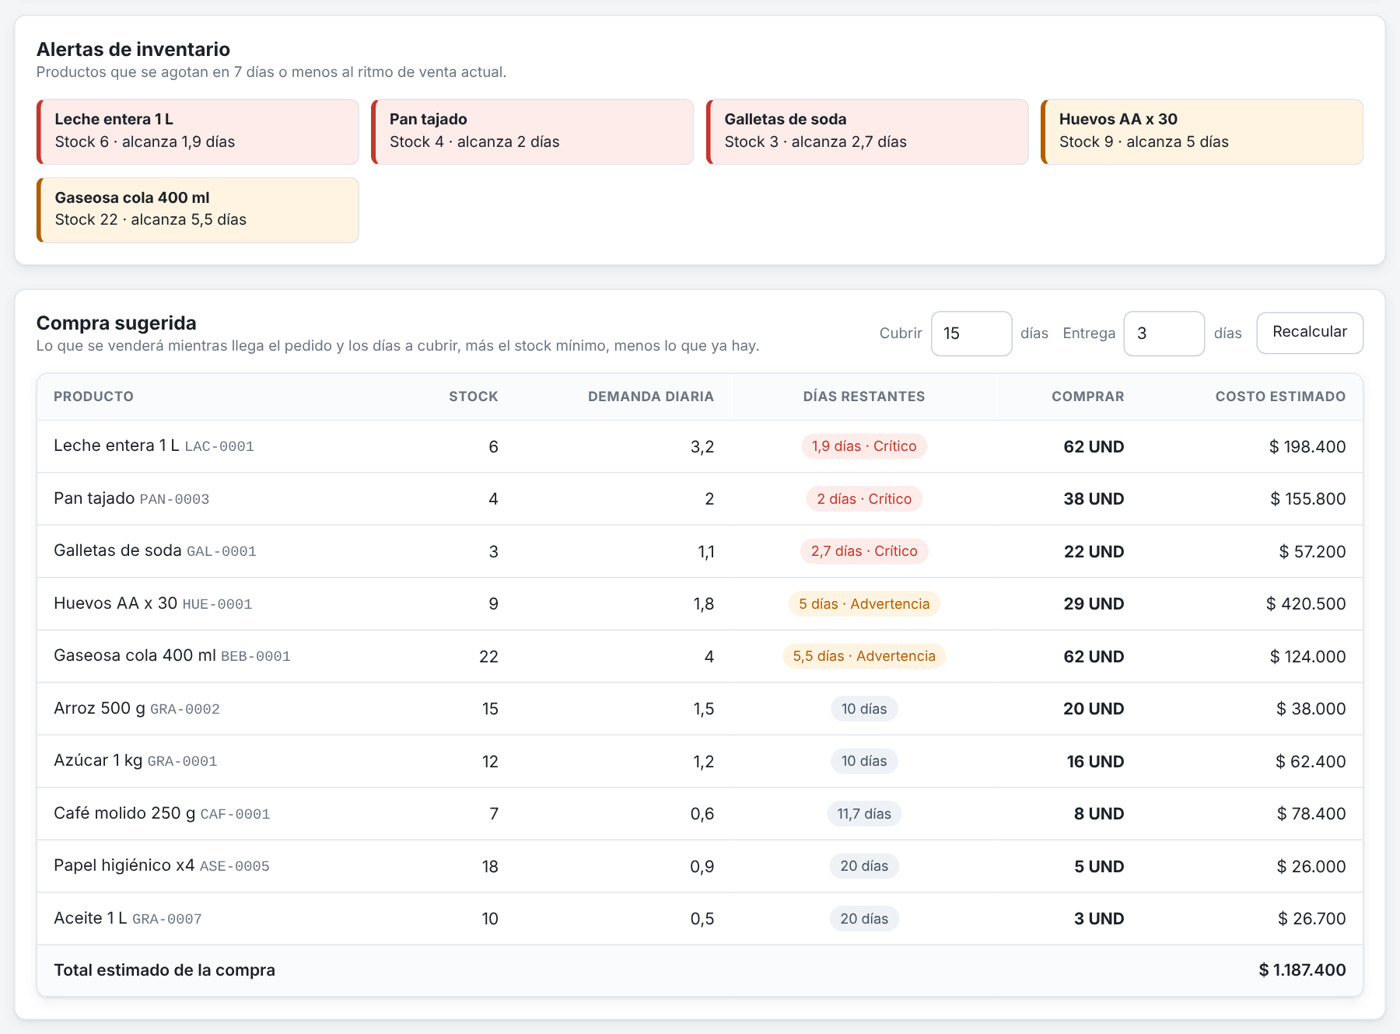 Alertas de inventario
Productos que se agotan en 7 días o menos al ritmo de venta actual.
Leche entera 1 L
Stock 6 · alcanza 1,9 días
Pan tajado
Stock 4 · alcanza 2 días
Galletas de soda
Stock 3 · alcanza 2,7 días
Huevos AA x 30
Stock 9 · alcanza 5 días
Gaseosa cola 400 ml
Stock 22 · alcanza 5,5 días
Compra sugerida
Lo que se venderá mientras llega el pedido y los días a cubrir, más el stock mínimo, menos lo que ya hay.
Cubrir 15 días Entrega 3 días Recalcular
PRODUCTO STOCK DEMANDA DIARIA DÍAS RESTANTES COMPRAR COSTO ESTIMADO
Leche entera 1 L LAC-0001 6 3,2 1,9 días · Crítico 62 UND $ 198.400
Pan tajado PAN-0003 4 2 2 días · Crítico 38 UND $ 155.800
Galletas de soda GAL-0001 3 1,1 2,7 días · Crítico 22 UND $ 57.200
Huevos AA x 30 HUE-0001 9 1,8 5 días · Advertencia 29 UND $ 420.500
Gaseosa cola 400 ml BEB-0001 22 4 5,5 días · Advertencia 62 UND $ 124.000
Arroz 500 g GRA-0002 15 1,5 10 días 20 UND $ 38.000
Azúcar 1 kg GRA-0001 12 1,2 10 días 16 UND $ 62.400
Café molido 250 g CAF-0001 7 0,6 11,7 días 8 UND $ 78.400
Papel higiénico x4 ASE-0005 18 0,9 20 días 5 UND $ 26.000
Aceite 1 L GRA-0007 10 0,5 20 días 3 UND $ 26.700
Total estimado de la compra $ 1.187.400